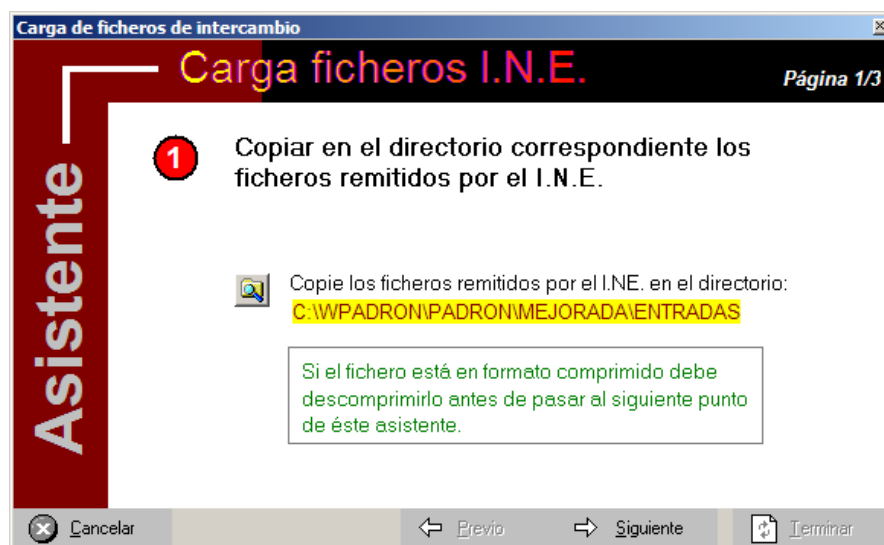 Carga de ficheros de intercambio
Carga ficheros I.N.E.
Página 1/3
Asistente
1
Copiar en el directorio correspondiente los
ficheros remitidos por el I.N.E.
Copie los ficheros remitidos por el I.NE. en el directorio:
C:\WPADRON\PADRON\MEJORADA\ENTRADAS
Si el fichero está en formato comprimido debe
descomprimirlo antes de pasar al siguiente punto
de éste asistente.
Cancelar
Previo
Siguiente
Terminar